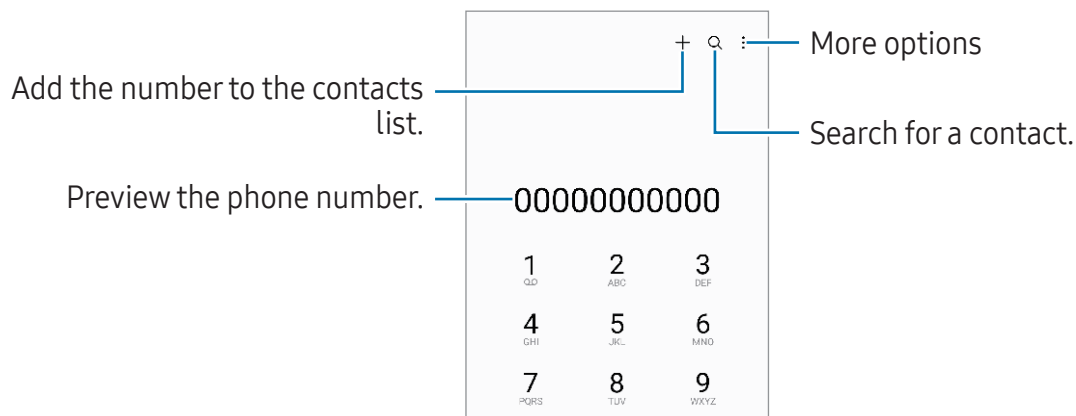 More options
Add the number to the contacts
list.
Search for a contact.
Preview the phone number.
00000000000
1 2 3
ABC DEF
4 5 6
GHI JKL MNO
7 8 9
PQRS TUV WXYZ